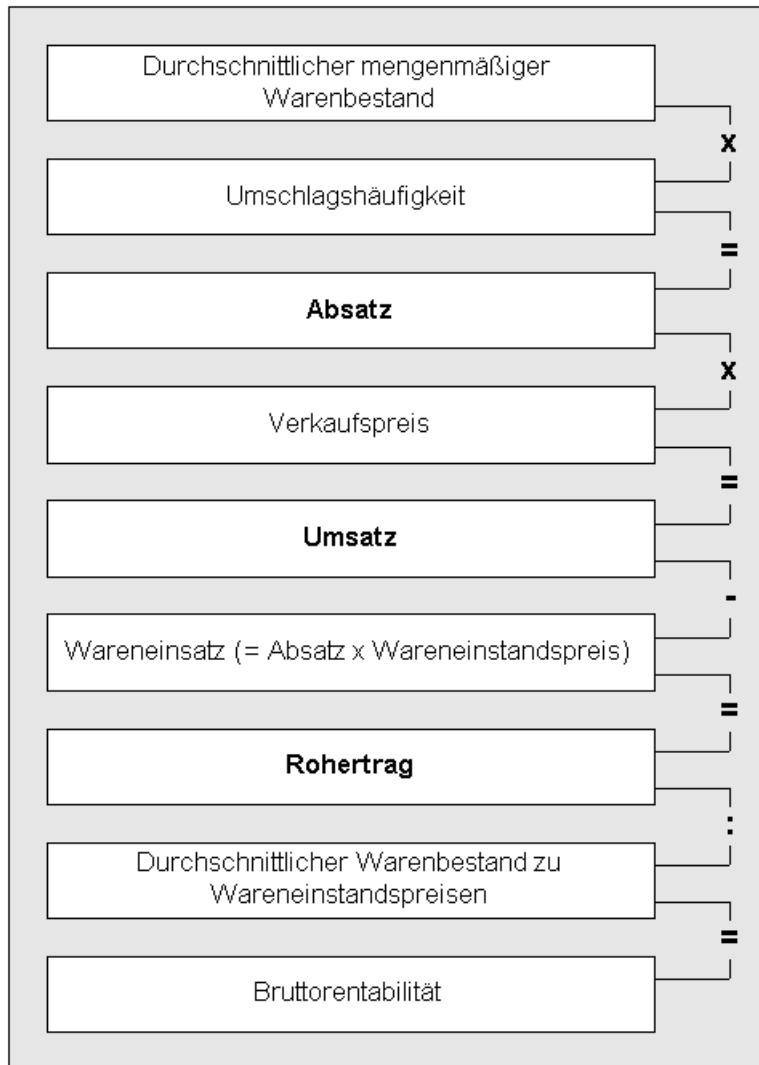 Durchschnittlicher mengenmäßiger
Warenbestand
x
Umschlagshäufigkeit
=
Absatz
x
Verkaufspreis
=
Umsatz
-
Wareneinsatz (= Absatz x Wareneinstandspreis)
=
Rohertrag
:
Durchschnittlicher Warenbestand zu
Wareneinstandspreisen
=
Bruttorentabilität